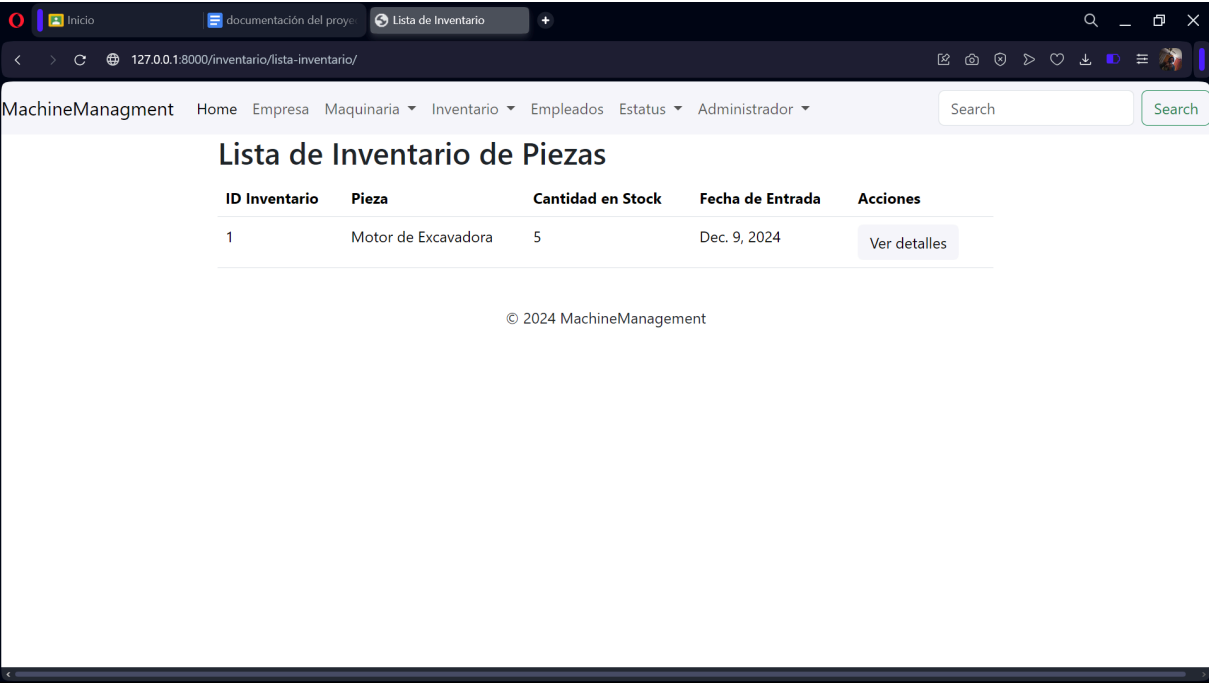 Inicio documentación del proye Lista de Inventario
127.0.0.1:8000/inventario/lista-inventario/
MachineManagment Home Empresa Maquinaria Inventario Empleados Estatus Administrador Search Search
Lista de Inventario de Piezas
ID Inventario Pieza Cantidad en Stock Fecha de Entrada Acciones
1 Motor de Excavadora 5 Dec. 9, 2024 Ver detalles
© 2024 MachineManagement